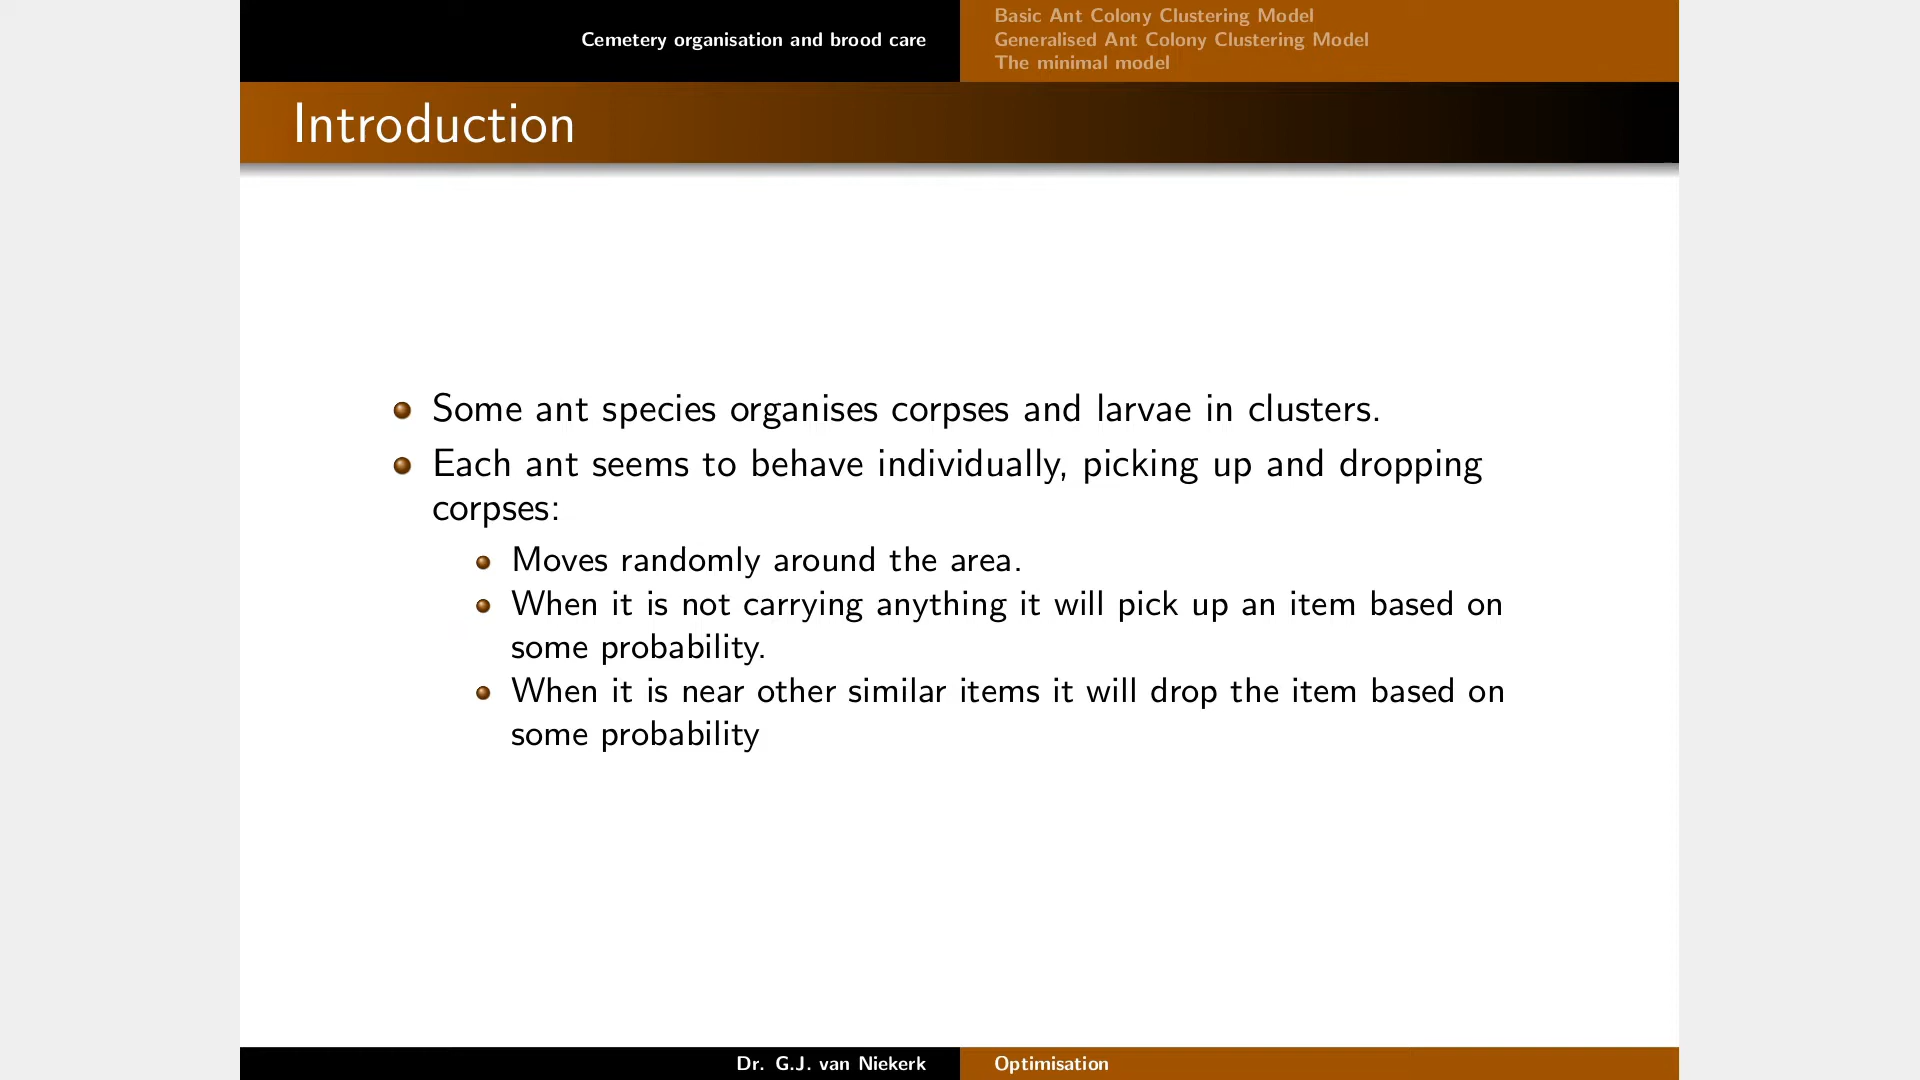 Cemetery organisation and brood care
Basic Ant Colony Clustering Model
Generalised Ant Colony Clustering Model
The minimal model
Introduction
Some ant species organises corpses and larvae in clusters.
Each ant seems to behave individually, picking up and dropping
corpses:
Moves randomly around the area.
When it is not carrying anything it will pick up an item based on
some probability.
When it is near other similar items it will drop the item based on
some probability
Dr. G.J. van Niekerk
Optimisation